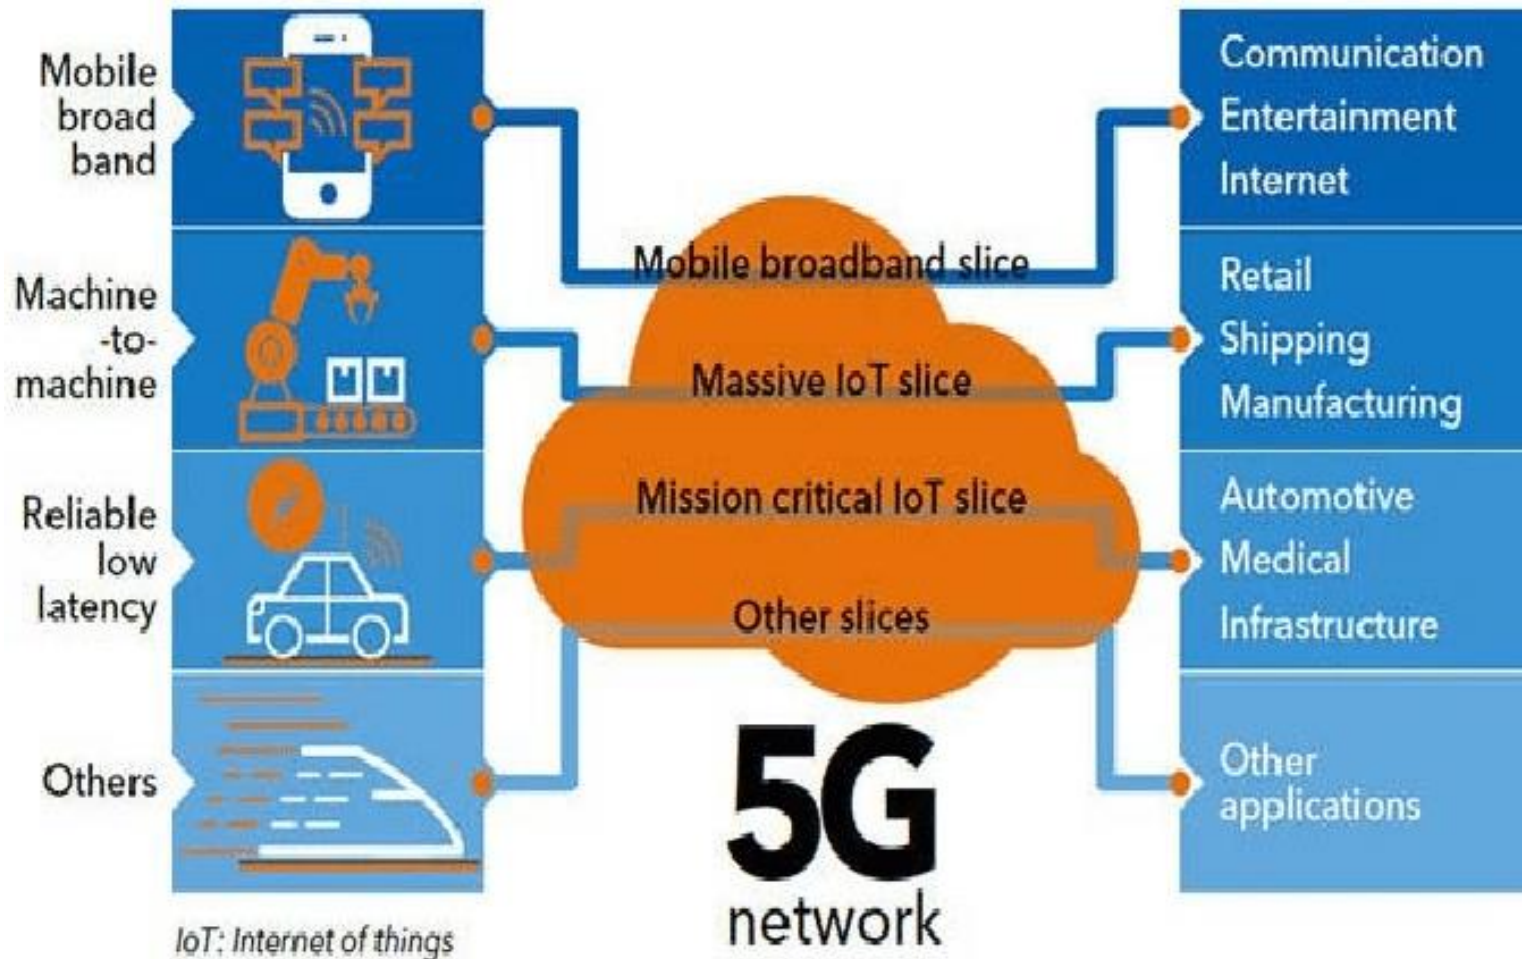 Mobile
broad
band
Machine
-to-
machine
Reliable
low
latency
Others
Mobile broadband slice
Massive IoT slice
Mission critical IoT slice
Other slices
5G
network
Communication
Entertainment
Internet
Retail
Shipping
Manufacturing
Automotive
Medical
Infrastructure
Other
applications
IoT: Internet of things